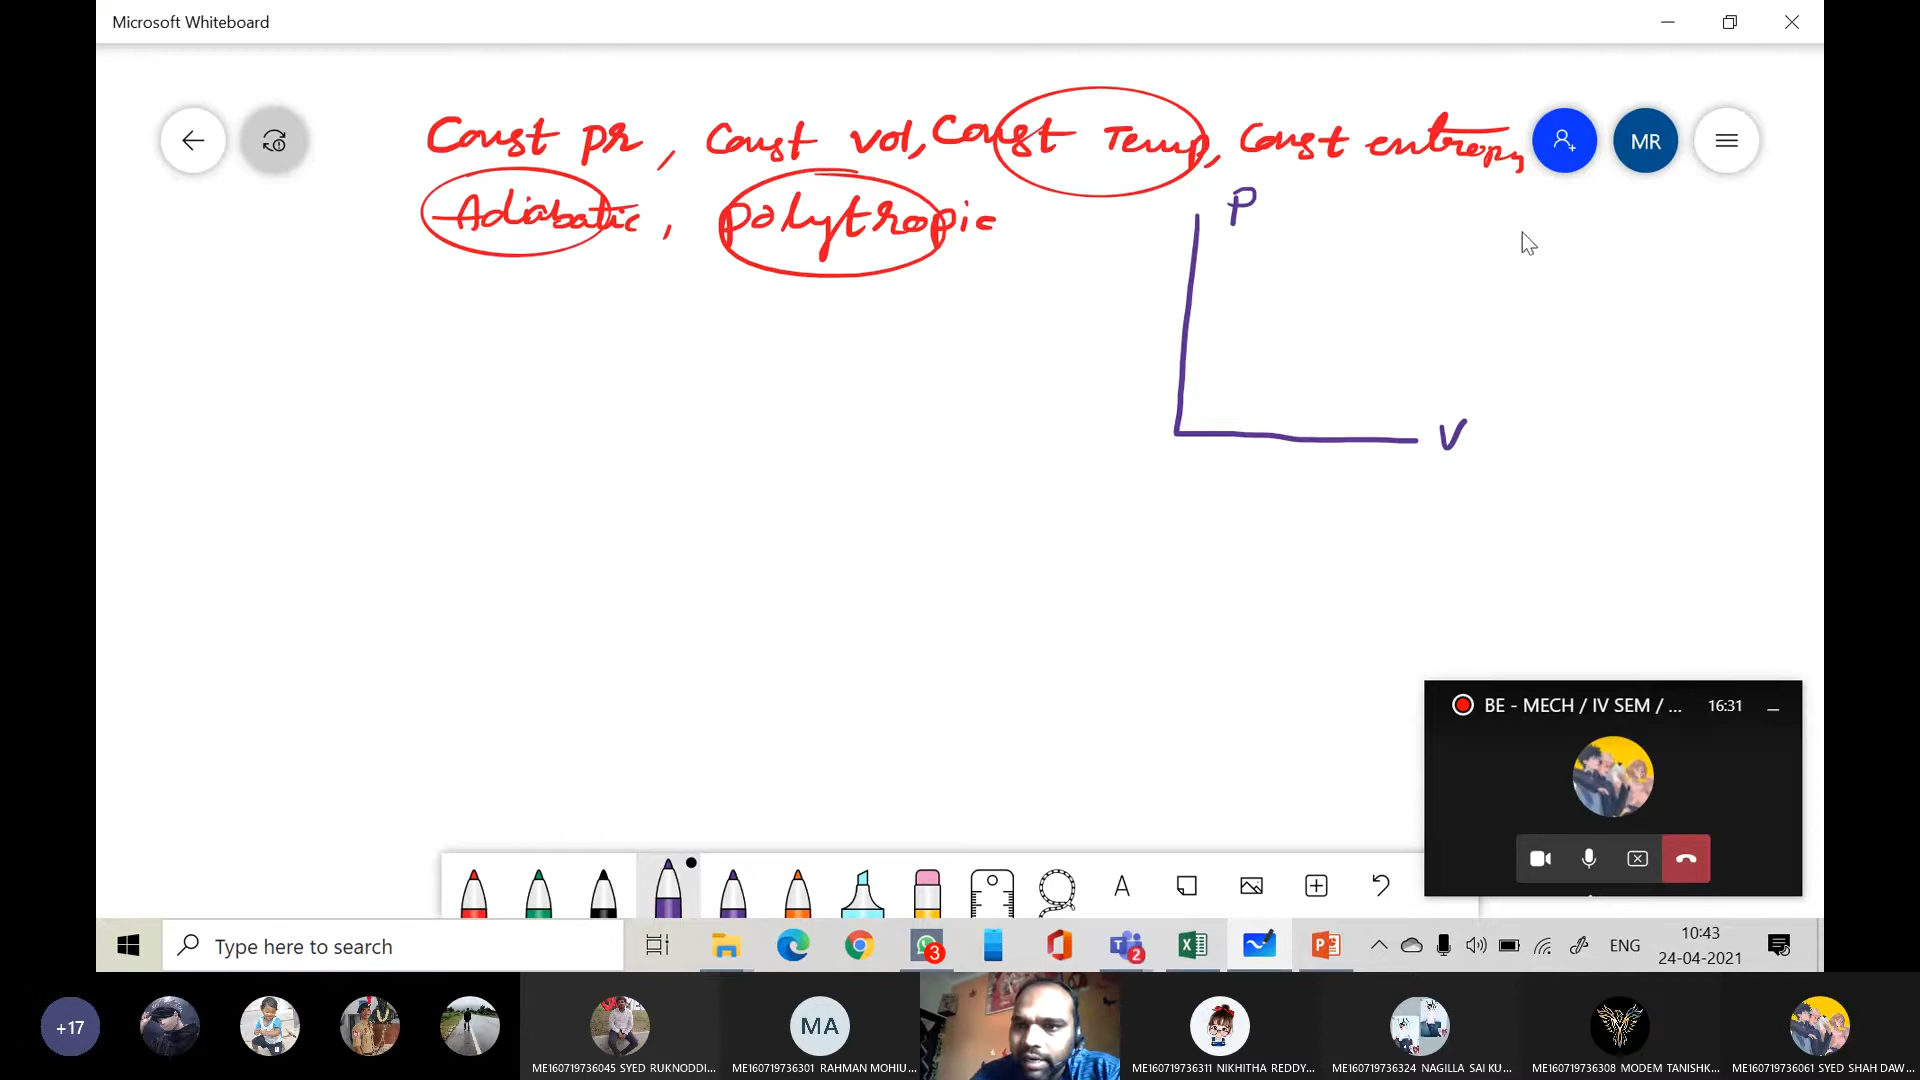 Microsoft Whiteboard
Const pr, Const vol, Const Temp, Const entropy
MR
Adiabatic, polytropic
P
V
BE - MECH / IV SEM / ... 16:31
A
Type here to search
3
2
ENG
10:43
24-04-2021
+17
MA
ME160719736045 SYED RUKNODDI...
ME160719736301 RAHMAN MOHIU...
ME160719736311 NIKHITHA REDDY...
ME160719736324 NAGILLA SAI KU...
ME160719736308 MODEM TANISHK...
ME160719736061 SYED SHAH DAW...